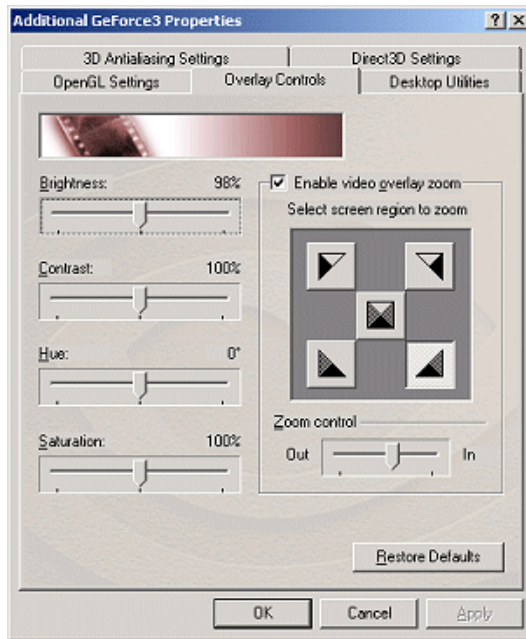 Additional GeForce3 Properties
3D Antialiasing Settings Direct3D Settings
OpenGL Settings Overlay Controls Desktop Utilities
Brightness: 98%
Enable video overlay zoom
Select screen region to zoom
Contrast: 100%
Hue: 0°
Zoom control
Saturation: 100%
Out In
Restore Defaults
OK Cancel Apply